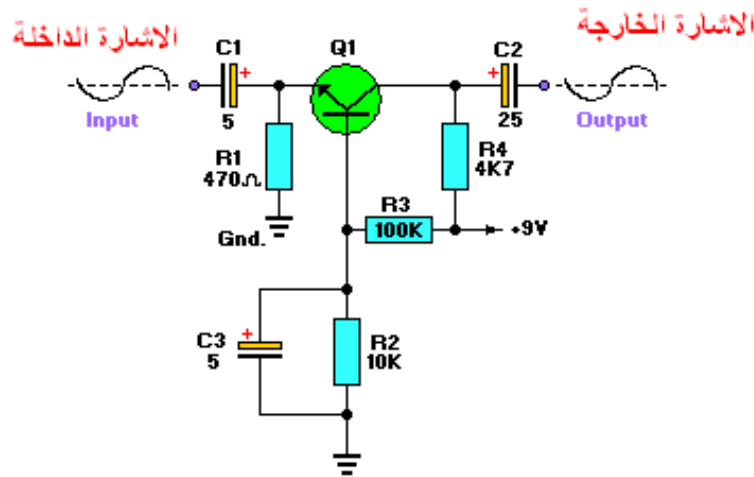 الاشارة الداخلة
الاشارة الخارجة
C1
+
5
Q1
C2
+
25
Input
Output
R1
470Ω
Gnd.
R4
4K7
R3
100K
+9V
C3
+
5
R2
10K